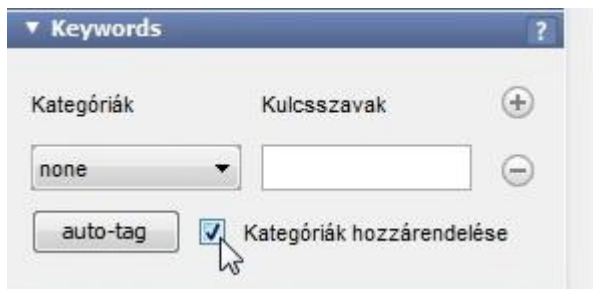 Keywords ?
Kategóriák Kulcsszavak
none
auto-tag Kategóriák hozzárendelése